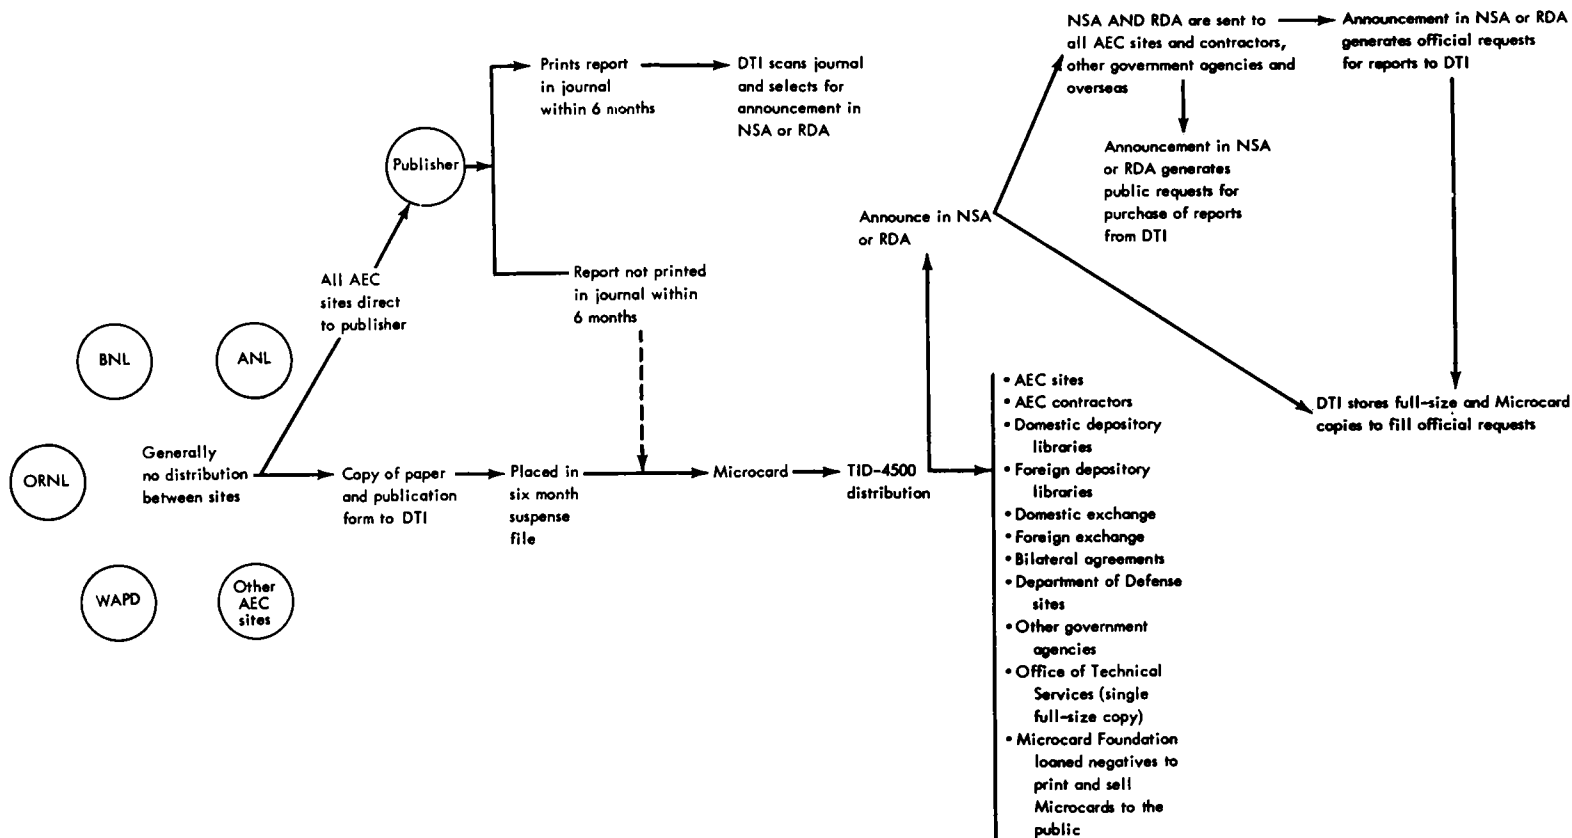 NSA AND RDA are sent to
all AEC sites and contractors,
other government agencies and
overseas
Announcement in NSA or RDA
generates official requests
for reports to DTI
Prints report
in journal
within 6 months
DTI scans journal
and selects for
announcement in
NSA or RDA
Publisher
Announcement in NSA
or RDA generates
public requests for
purchase of reports
from DTI
Announce in NSA
or RDA
All AEC
sites direct
to publisher
Report not printed
in journal within
6 months
BNL
ANL
ORNL
WAPD
Other
AEC
sites
Generally
no distribution
between sites
Copy of paper
and publication
form to DTI
Placed in
six month
suspense
file
Microcard
TID-4500
distribution
• AEC sites
• AEC contractors
• Domestic depository
libraries
• Foreign depository
libraries
• Domestic exchange
• Foreign exchange
• Bilateral agreements
• Department of Defense
sites
• Other government
agencies
• Office of Technical
Services (single
full-size copy)
• Microcard Foundation
loaned negatives to
print and sell
Microcards to the
public
DTI stores full-size and Microcard
copies to fill official requests